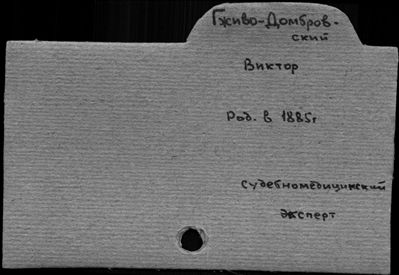 Гживо-Домбров-
ский
Виктор
Род. в 1885г
судебномедицинский
эксперт